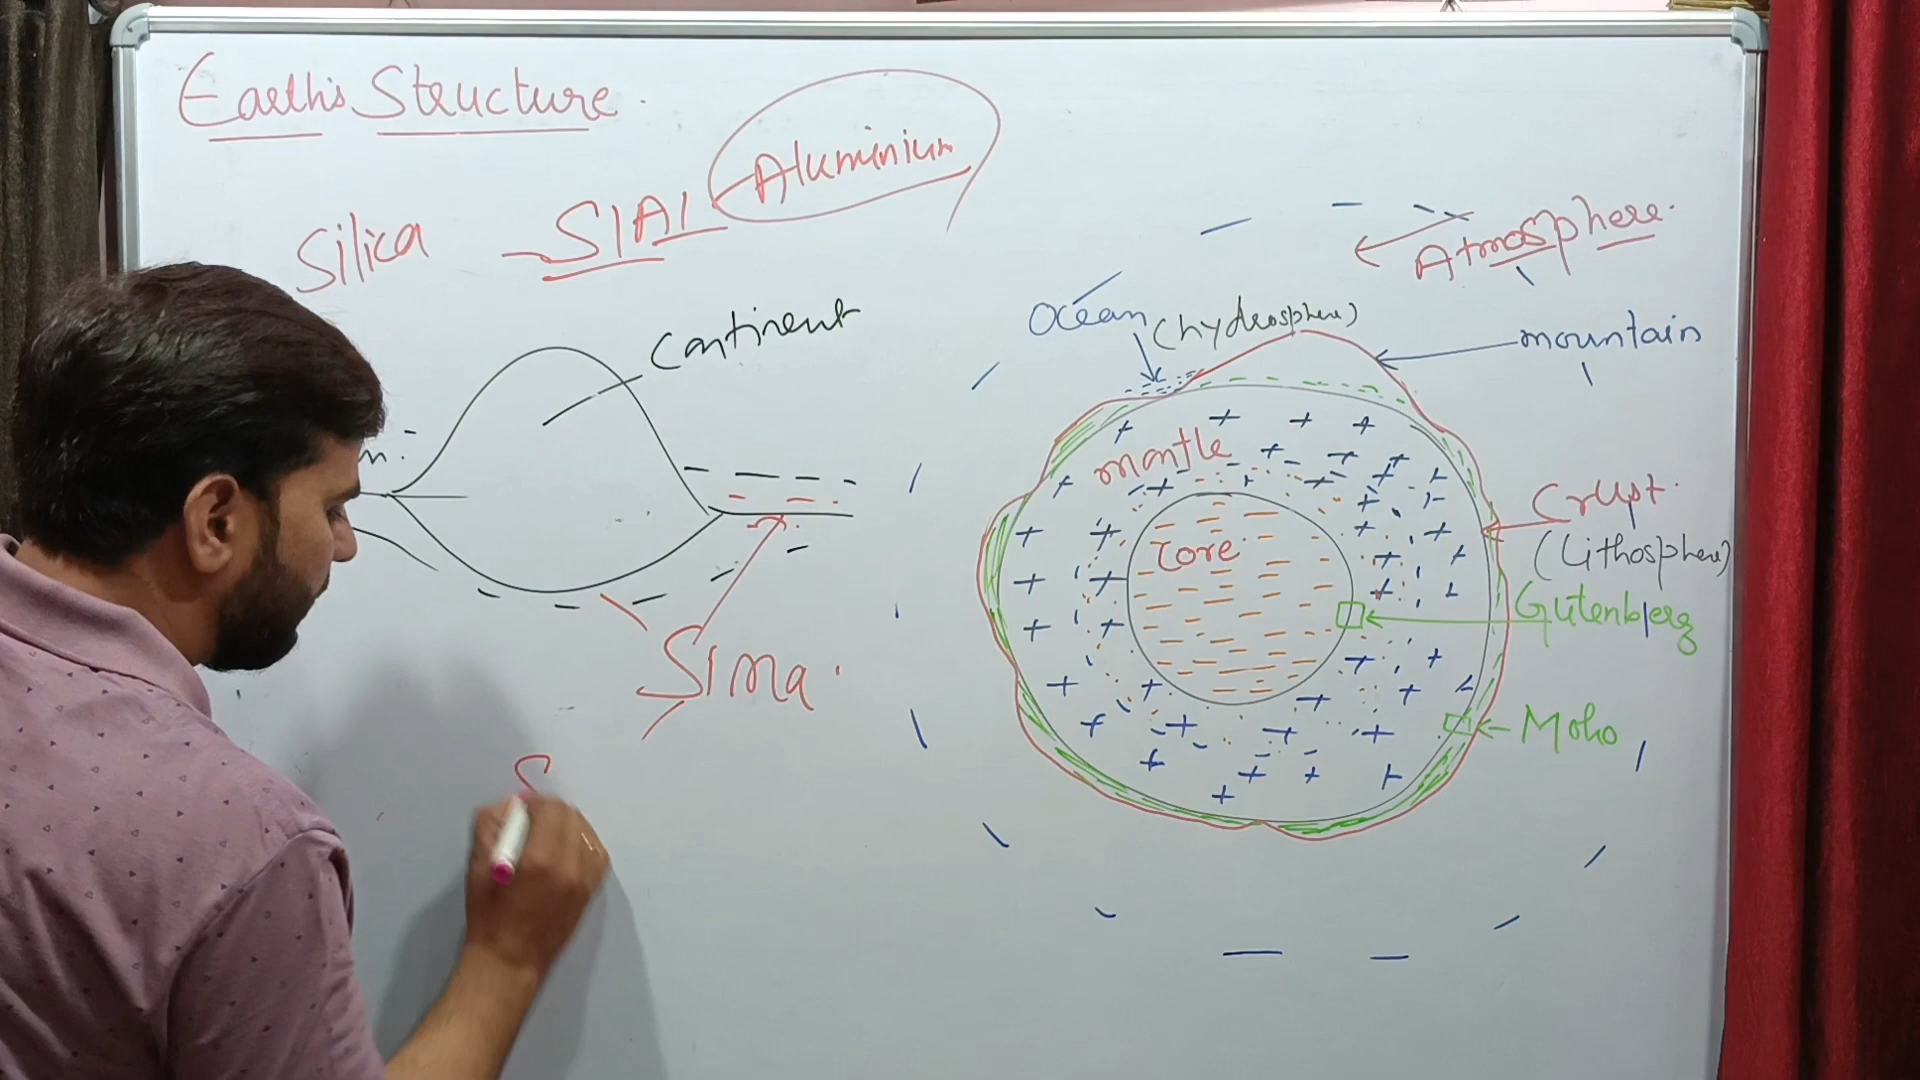 Earth's Structure.
Aluminium
Silica
SIAl
Continent
Sima.
S
Atmosphere.
Ocean (hydrosphere)
mountain
mantle
Core
Crust.
(Lithosphere)
Gutenberg
Moho